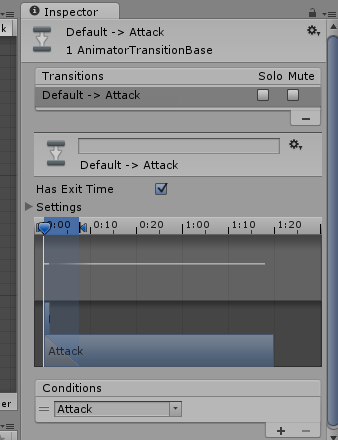 Inspector
Default -> Attack
1 AnimatorTransitionBase
Transitions Solo Mute
Default -> Attack
Default -> Attack
Has Exit Time
Settings
0:00 0:10 0:20 1:00 1:10 1:20
Attack
Conditions
Attack